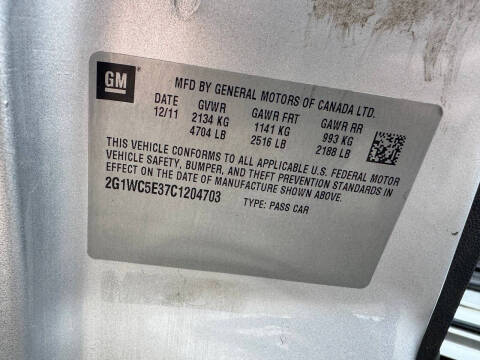 GM
MFD BY GENERAL MOTORS OF CANADA LTD.
DATE GVWR GAWR FRT GAWR RR
12/11 2134 KG 1141 KG 993 KG
4704 LB 2516 LB 2188 LB
THIS VEHICLE CONFORMS TO ALL APPLICABLE U.S. FEDERAL MOTOR
VEHICLE SAFETY, BUMPER, AND THEFT PREVENTION STANDARDS IN
EFFECT ON THE DATE OF MANUFACTURE SHOWN ABOVE.
2G1WC5E37C1204703 TYPE: PASS CAR